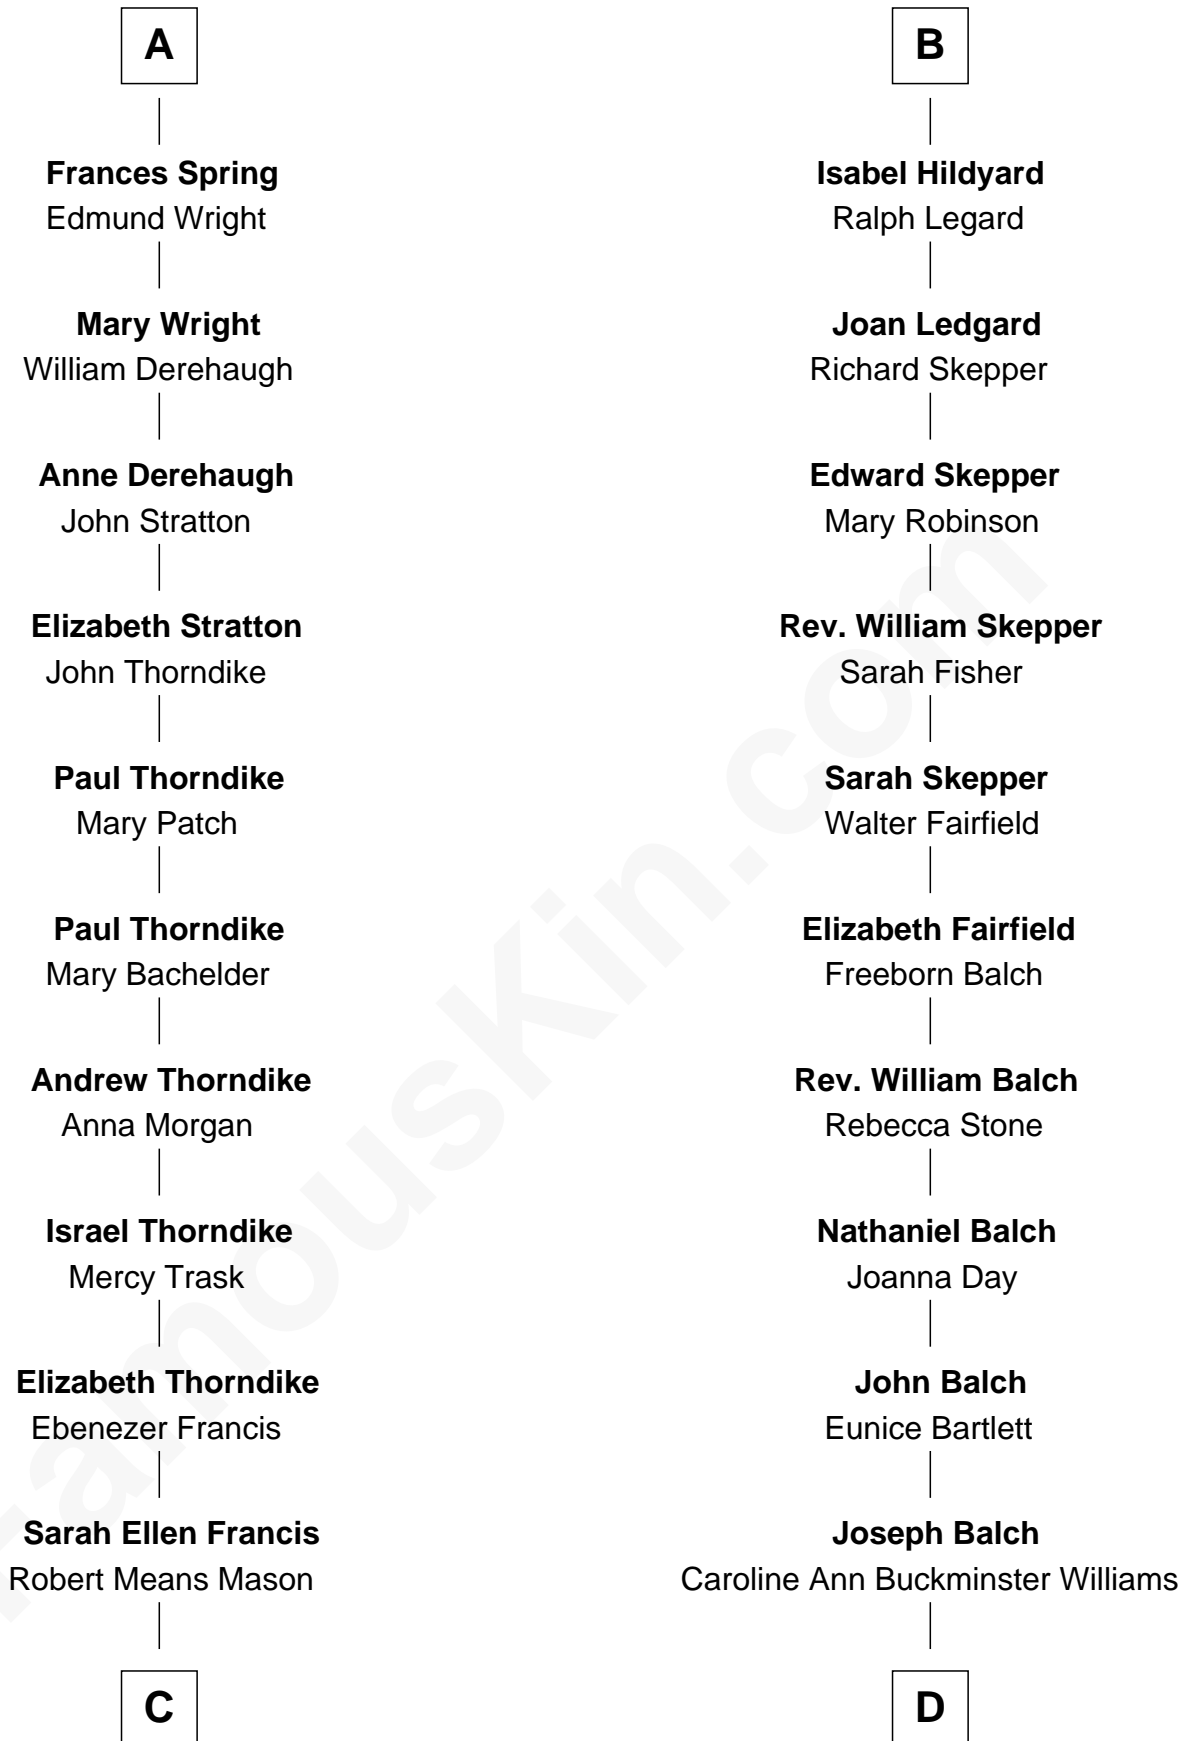 A
Frances Spring
Edmund Wright
Mary Wright
William Derehaugh
Anne Derehaugh
John Stratton
Elizabeth Stratton
John Thorndike
Paul Thorndike
Mary Patch
Paul Thorndike
Mary Bachelder
Andrew Thorndike
Anna Morgan
Israel Thorndike
Mercy Trask
Elizabeth Thorndike
Ebenezer Francis
Sarah Ellen Francis
Robert Means Mason
C
B
Isabel Hildyard
Ralph Legard
Joan Ledgard
Richard Skepper
Edward Skepper
Mary Robinson
Rev. William Skepper
Sarah Fisher
Sarah Skepper
Walter Fairfield
Elizabeth Fairfield
Freeborn Balch
Rev. William Balch
Rebecca Stone
Nathaniel Balch
Joanna Day
John Balch
Eunice Bartlett
Joseph Balch
Caroline Ann Buckminster Williams
D
FamousKin.com